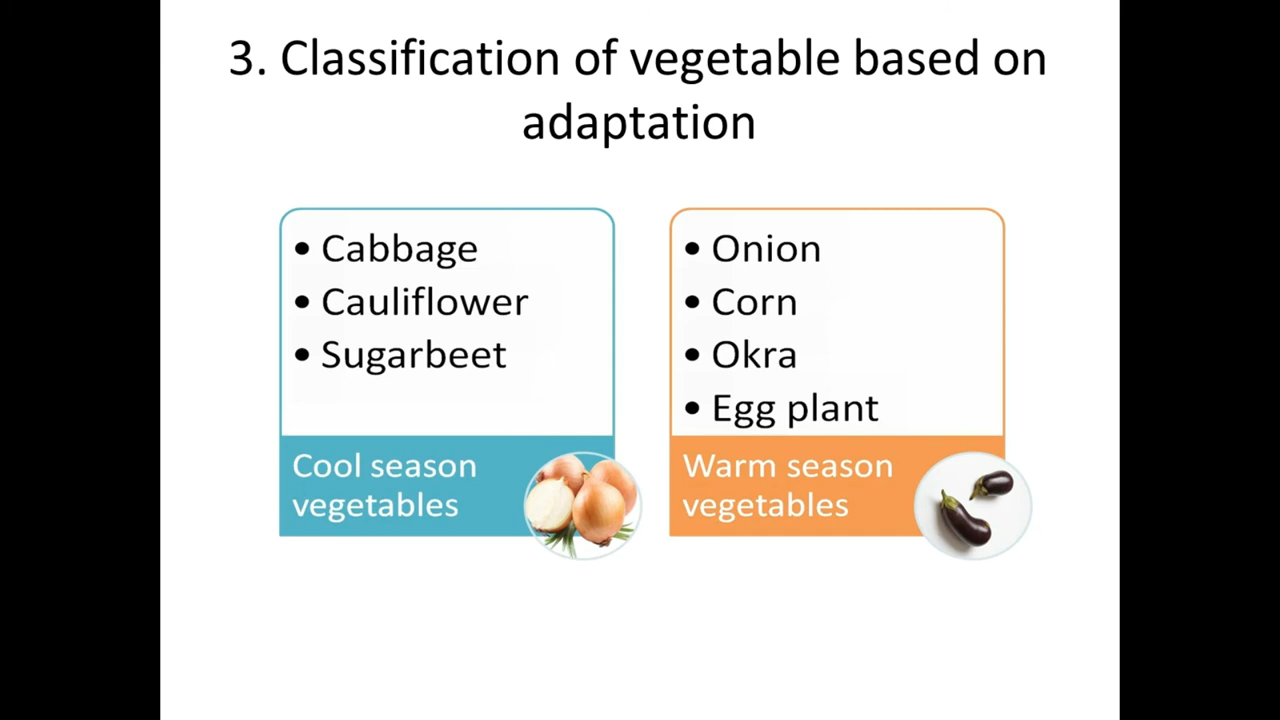 3. Classification of vegetable based on
adaptation
• Cabbage
• Cauliflower
• Sugarbeet
Cool season
vegetables
• Onion
• Corn
• Okra
• Egg plant
Warm season
vegetables